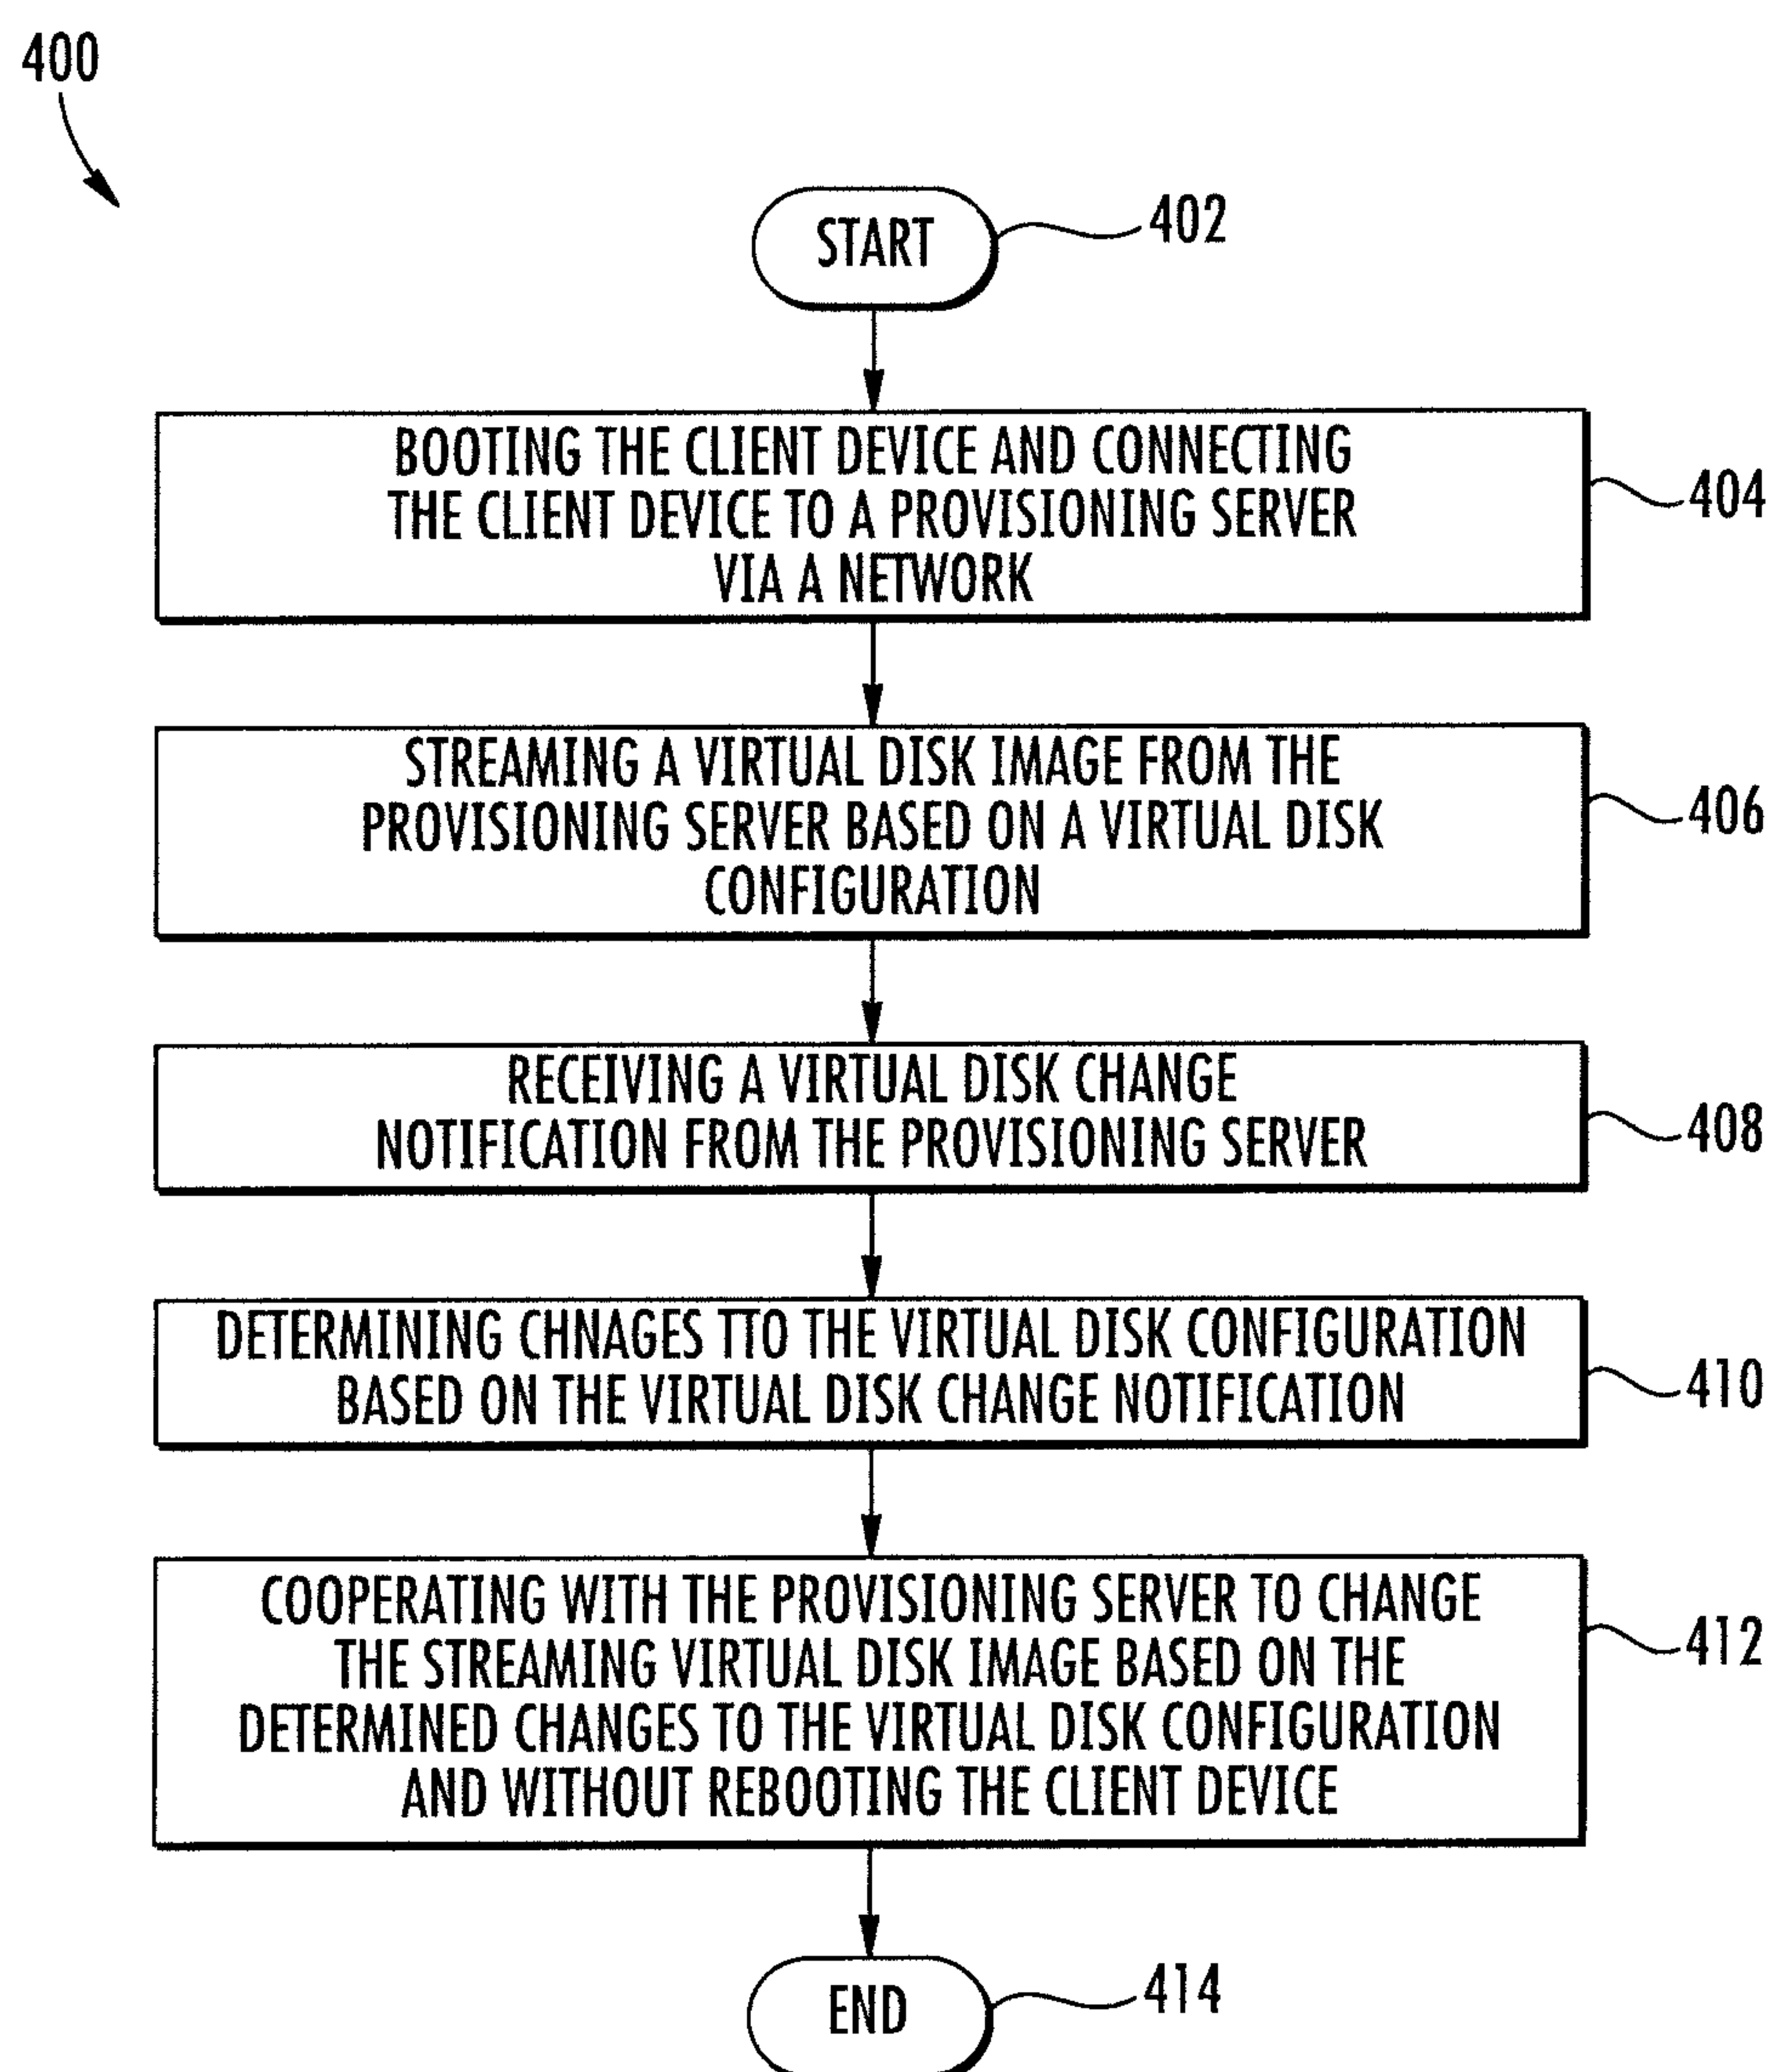 400
START
402
BOOTING THE CLIENT DEVICE AND CONNECTING
THE CLIENT DEVICE TO A PROVISIONING SERVER
VIA A NETWORK
404
STREAMING A VIRTUAL DISK IMAGE FROM THE
PROVISIONING SERVER BASED ON A VIRTUAL DISK
CONFIGURATION
406
RECEIVING A VIRTUAL DISK CHANGE
NOTIFICATION FROM THE PROVISIONING SERVER
408
DETERMINING CHNAGES TTO THE VIRTUAL DISK CONFIGURATION
BASED ON THE VIRTUAL DISK CHANGE NOTIFICATION
410
COOPERATING WITH THE PROVISIONING SERVER TO CHANGE
THE STREAMING VIRTUAL DISK IMAGE BASED ON THE
DETERMINED CHANGES TO THE VIRTUAL DISK CONFIGURATION
AND WITHOUT REBOOTING THE CLIENT DEVICE
412
END
414